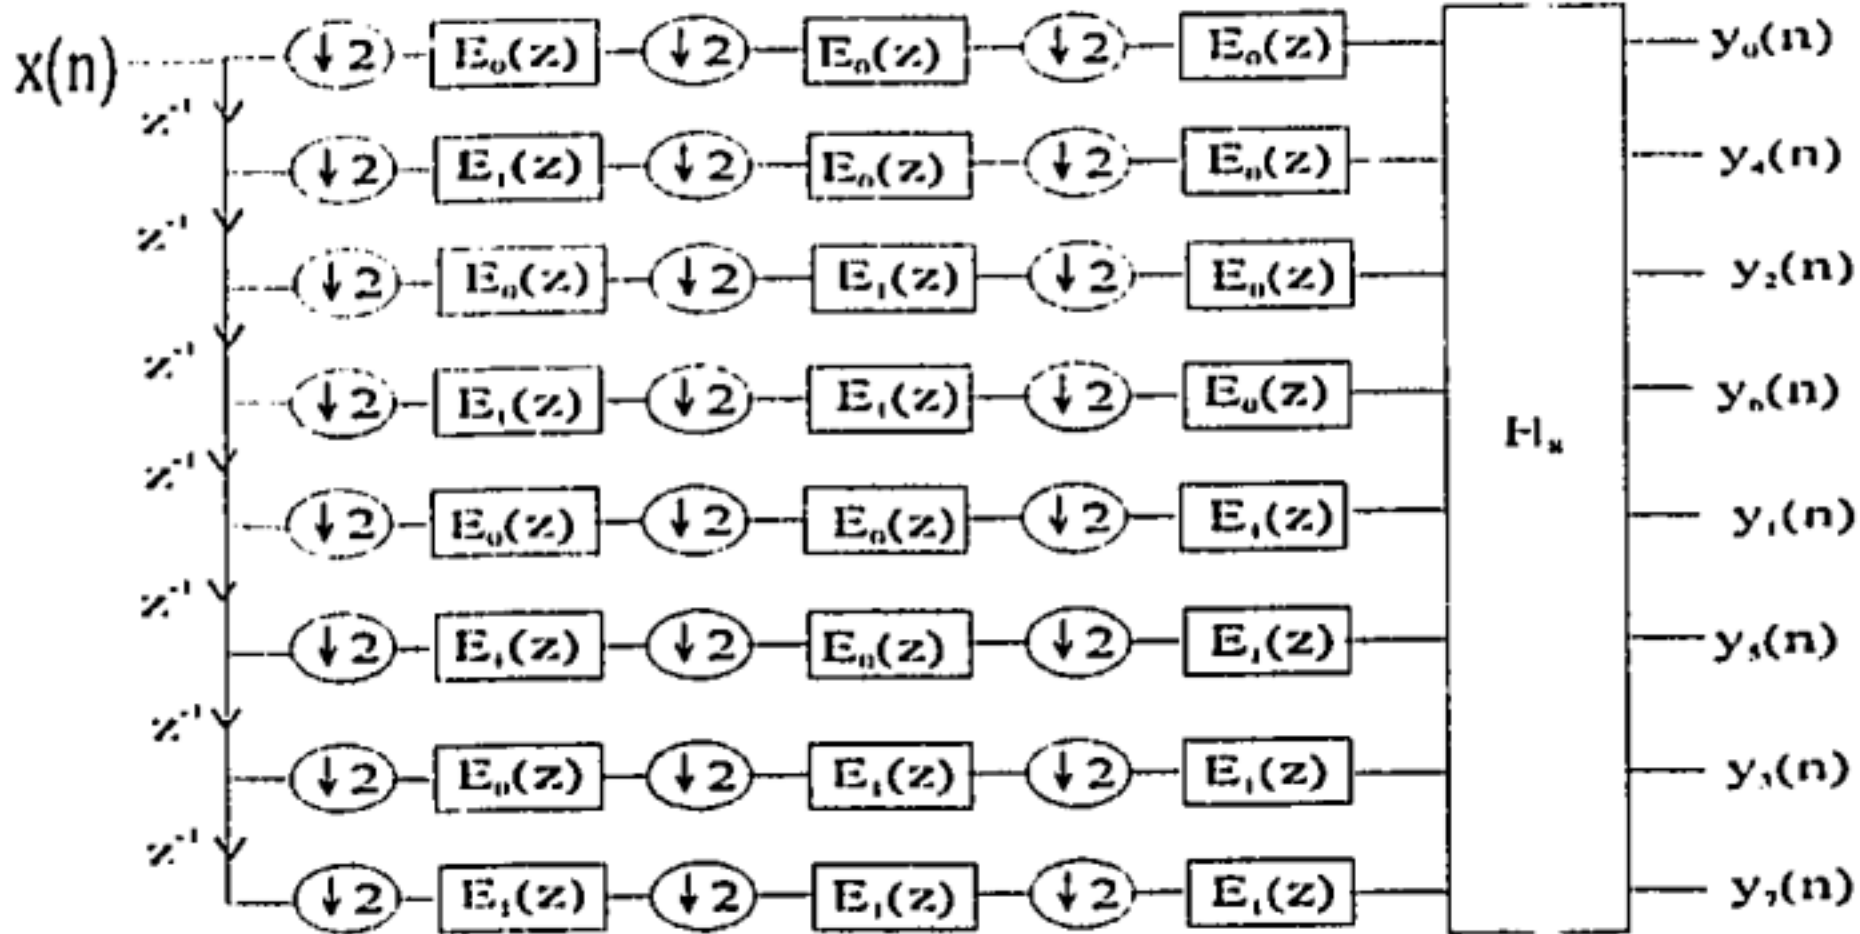 x(n) ↓2 E₀(z) ↓2 E₀(z) ↓2 E₀(z) y₀(n)
z⁻¹
↓2 E₁(z) ↓2 E₀(z) ↓2 E₀(z) y₄(n)
z⁻¹
↓2 E₀(z) ↓2 E₁(z) ↓2 E₀(z) y₂(n)
z⁻¹
↓2 E₁(z) ↓2 E₁(z) ↓2 E₀(z) y₆(n)
H₈
z⁻¹
↓2 E₀(z) ↓2 E₀(z) ↓2 E₁(z) y₁(n)
z⁻¹
↓2 E₁(z) ↓2 E₀(z) ↓2 E₁(z) y₅(n)
z⁻¹
↓2 E₀(z) ↓2 E₁(z) ↓2 E₁(z) y₃(n)
z⁻¹
↓2 E₁(z) ↓2 E₁(z) ↓2 E₁(z) y₇(n)